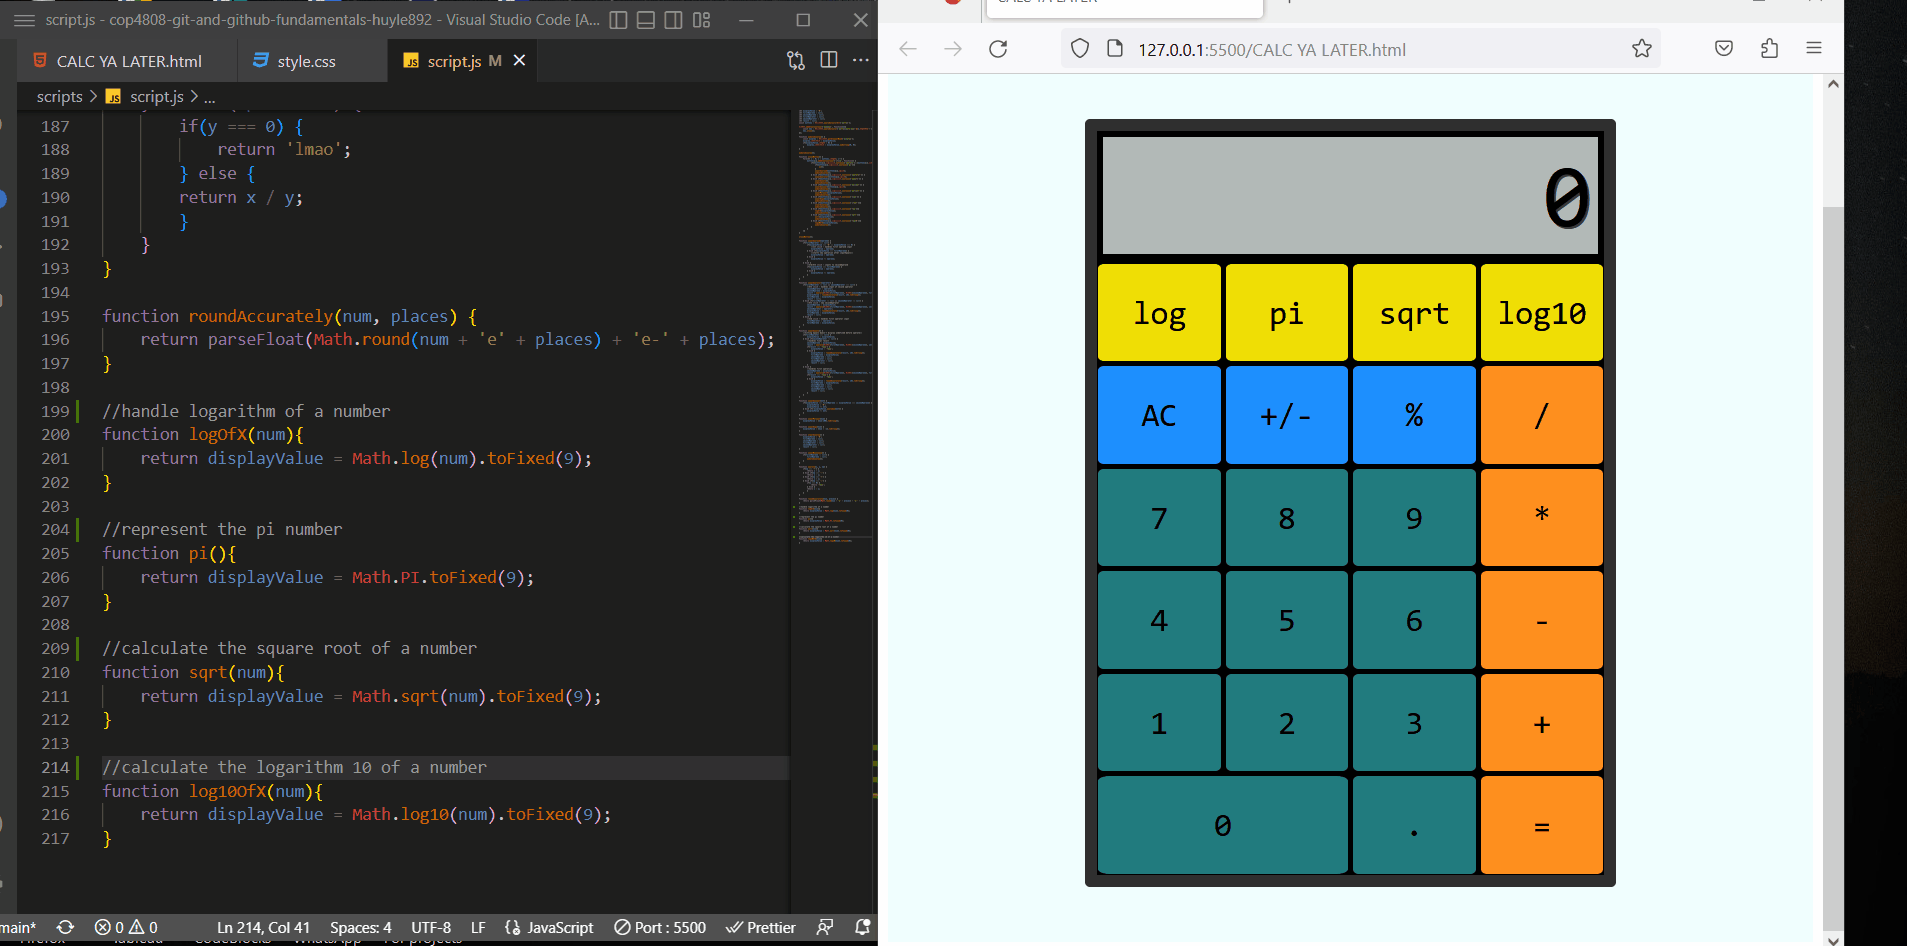 script.js - cop4808-git-and-github-fundamentals-huyle892 - Visual Studio Code [A...
CALC YA LATER.html
style.css
JS script.js M
scripts > JS script.js > ...
187 if(y === 0) {
188 return 'lmao';
189 } else {
190 return x / y;
191 }
192 }
193 }
194
195 function roundAccurately(num, places) {
196 return parseFloat(Math.round(num + 'e' + places) + 'e-' + places);
197 }
198
199 //handle logarithm of a number
200 function logOfX(num){
201 return displayValue = Math.log(num).toFixed(9);
202 }
203
204 //represent the pi number
205 function pi(){
206 return displayValue = Math.PI.toFixed(9);
207 }
208
209 //calculate the square root of a number
210 function sqrt(num){
211 return displayValue = Math.sqrt(num).toFixed(9);
212 }
213
214 //calculate the logarithm 10 of a number
215 function log10OfX(num){
216 return displayValue = Math.log10(num).toFixed(9);
217 }
main* 0 0 Ln 214, Col 41 Spaces: 4 UTF-8 LF JavaScript Port : 5500 Prettier
CALC YA LATER
127.0.0.1:5500/CALC YA LATER.html
0
log pi sqrt log10
AC +/- % /
7 8 9 *
4 5 6 -
1 2 3 +
0 . =